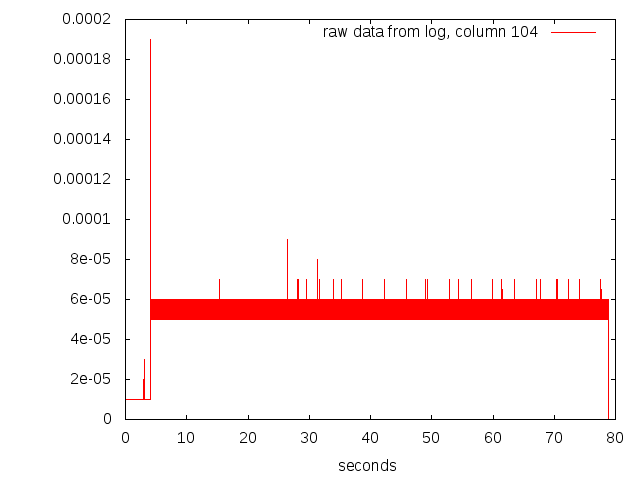 0.0002
raw data from log, column 104
0.00018
0.00016
0.00014
0.00012
0.0001
8e-05
6e-05
4e-05
2e-05
0
0 10 20 30 40 50 60 70 80
seconds